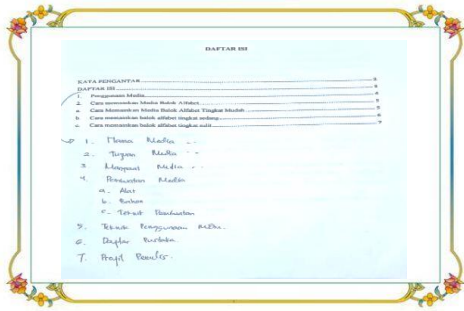 DAFTAR ISI
KATA PENGANTAR
DAFTAR ISI
1. Penggunaan Media
2. Cara memainkan Media Balok Alfabet
a. Cara Memainkan Media Balok Alfabet Tingkat Mudah
b. Cara memainkan balok alfabet tingkat sedang
c. Cara memainkan balok alfabet tingkat sulit
1. Nama Media
2. Tujuan Media
3. Manfaat Media
4. Pembuatan Media
a. Alat
b. Bahan
c. Teknik Pembuatan
5. Teknik Penggunaan Media.
6. Daftar Pustaka
7. Profil Penulis.